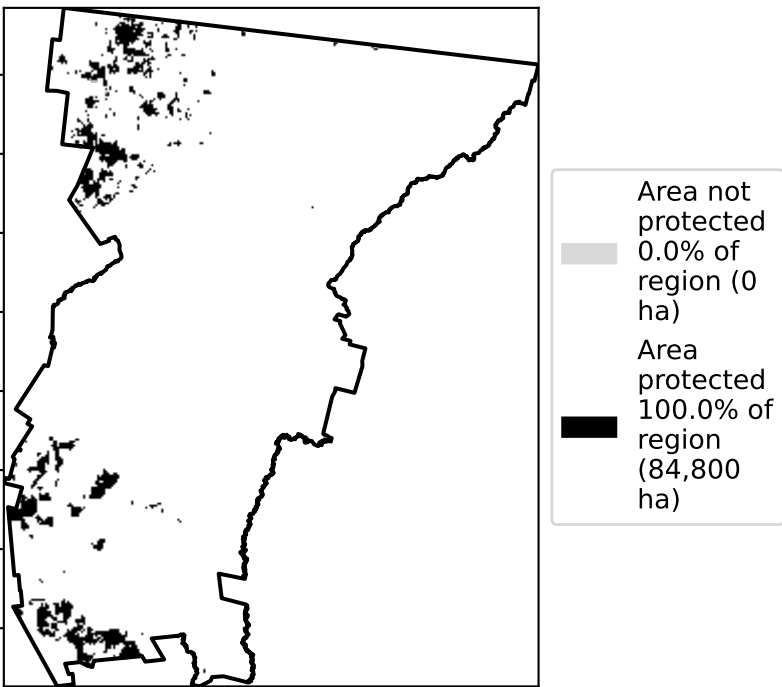 Area not
protected
0.0% of
region (0
ha)
Area
protected
100.0% of
region
(84,800
ha)